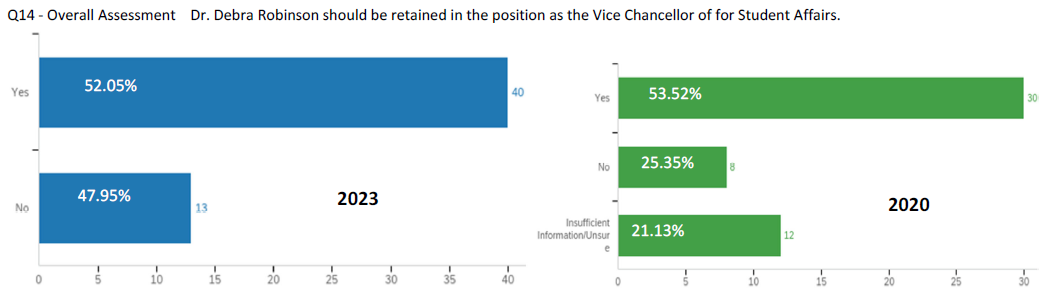 Q14 - Overall Assessment Dr. Debra Robinson should be retained in the position as the Vice Chancellor of for Student Affairs.
Yes
52.05%
40
No
47.95%
13
2023
0 5 10 15 20 25 30 35 40
Yes
53.52%
30
No
25.35%
8
Insufficient
Information/Unsur
e
21.13%
12
2020
0 5 10 15 20 25 30